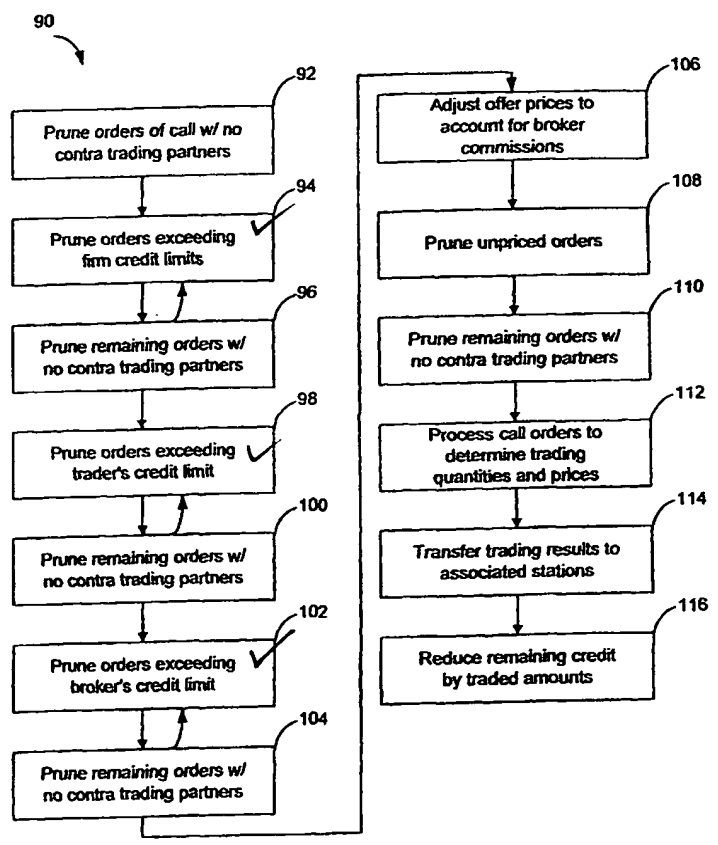 90
92
Prune orders of call w/ no
contra trading partners
94
Prune orders exceeding
firm credit limits
96
Prune remaining orders w/
no contra trading partners
98
Prune orders exceeding
trader's credit limit
100
Prune remaining orders w/
no contra trading partners
102
Prune orders exceeding
broker's credit limit
104
Prune remaining orders w/
no contra trading partners
106
Adjust offer prices to
account for broker
commissions
108
Prune unpriced orders
110
Prune remaining orders w/
no contra trading partners
112
Process call orders to
determine trading
quantities and prices
114
Transfer trading results to
associated stations
116
Reduce remaining credit
by traded amounts